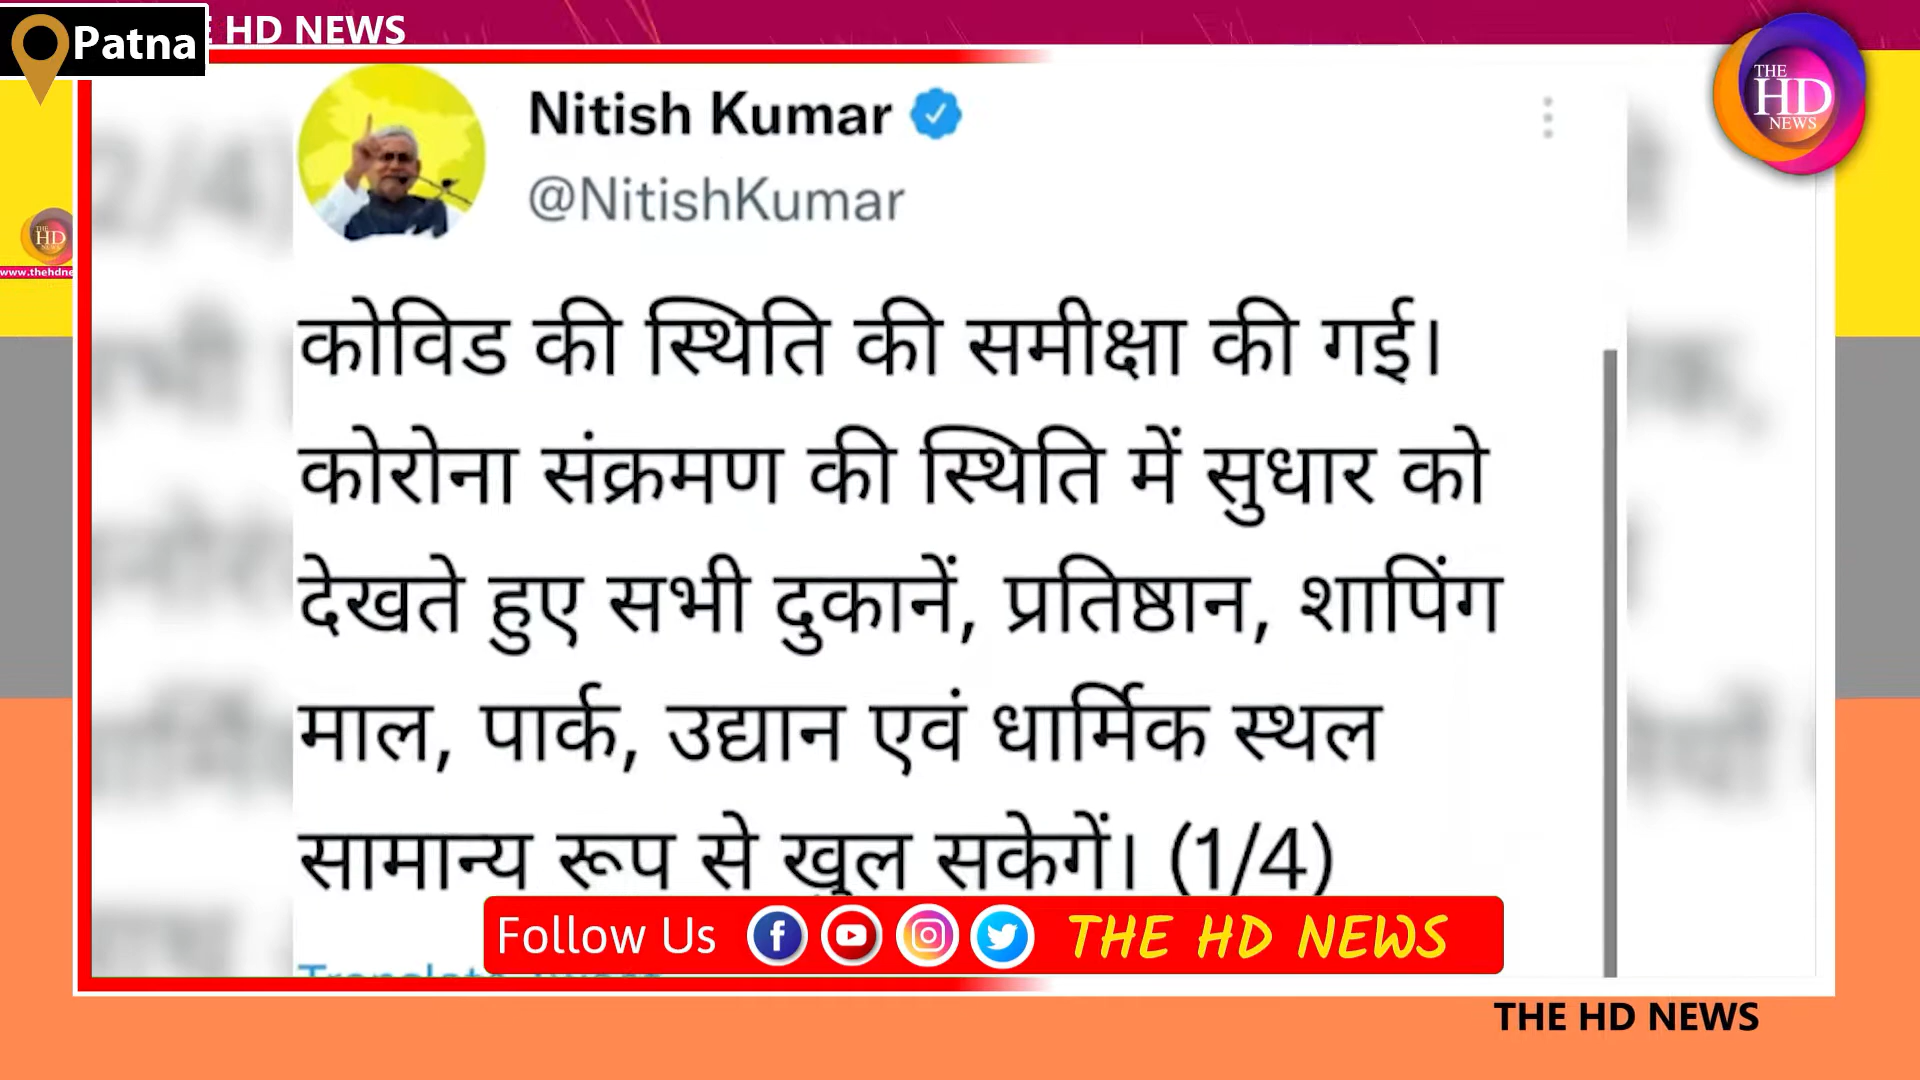 Patna
HD NEWS
THE
HD
NEWS
Nitish Kumar
@NitishKumar
कोविड की स्थिति की समीक्षा की गई।
कोरोना संक्रमण की स्थिति में सुधार को
देखते हुए सभी दुकानें, प्रतिष्ठान, शापिंग
माल, पार्क, उद्यान एवं धार्मिक स्थल
सामान्य रूप से खुल सकेगें। (1/4)
Follow Us THE HD NEWS
THE HD NEWS